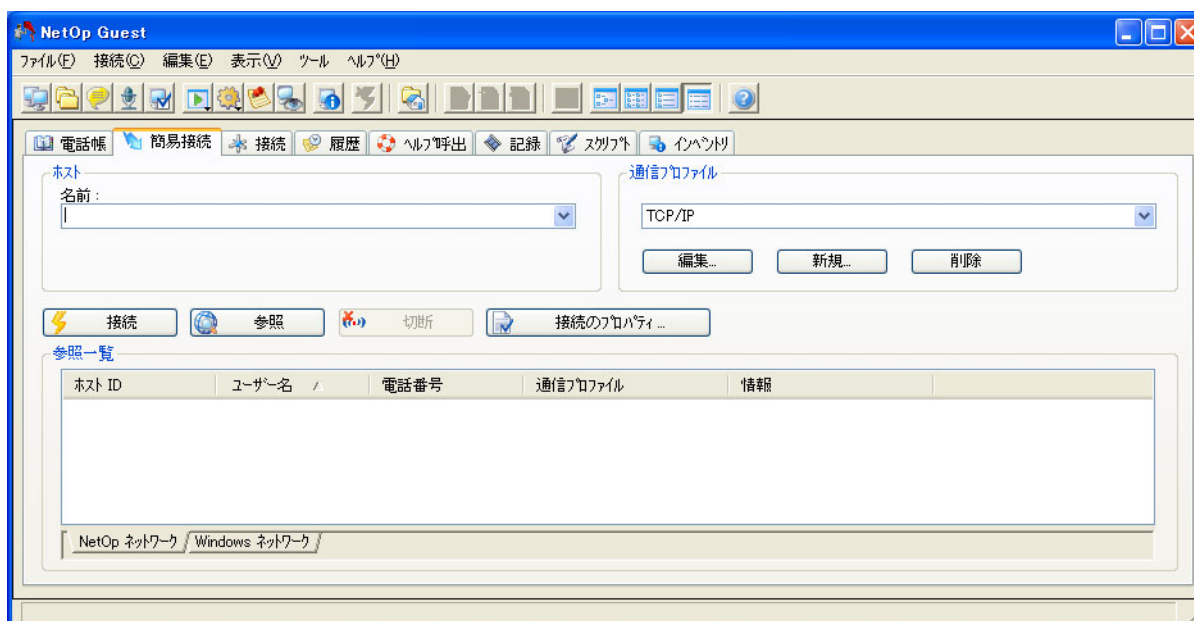 NetOp Guest
ファイル(F) 接続(C) 編集(E) 表示(V) ツール ヘルプ(H)
電話帳 簡易接続 接続 履歴 ヘルプ呼出 記録 スクリプト インベントリ
ホスト
通信プロファイル
名前 :
TCP/IP
編集... 新規... 削除
接続 参照 切断 接続のプロパティ ...
参照一覧
ホスト ID ユーザー名 電話番号 通信プロファイル 情報
NetOp ネットワーク Windows ネットワーク